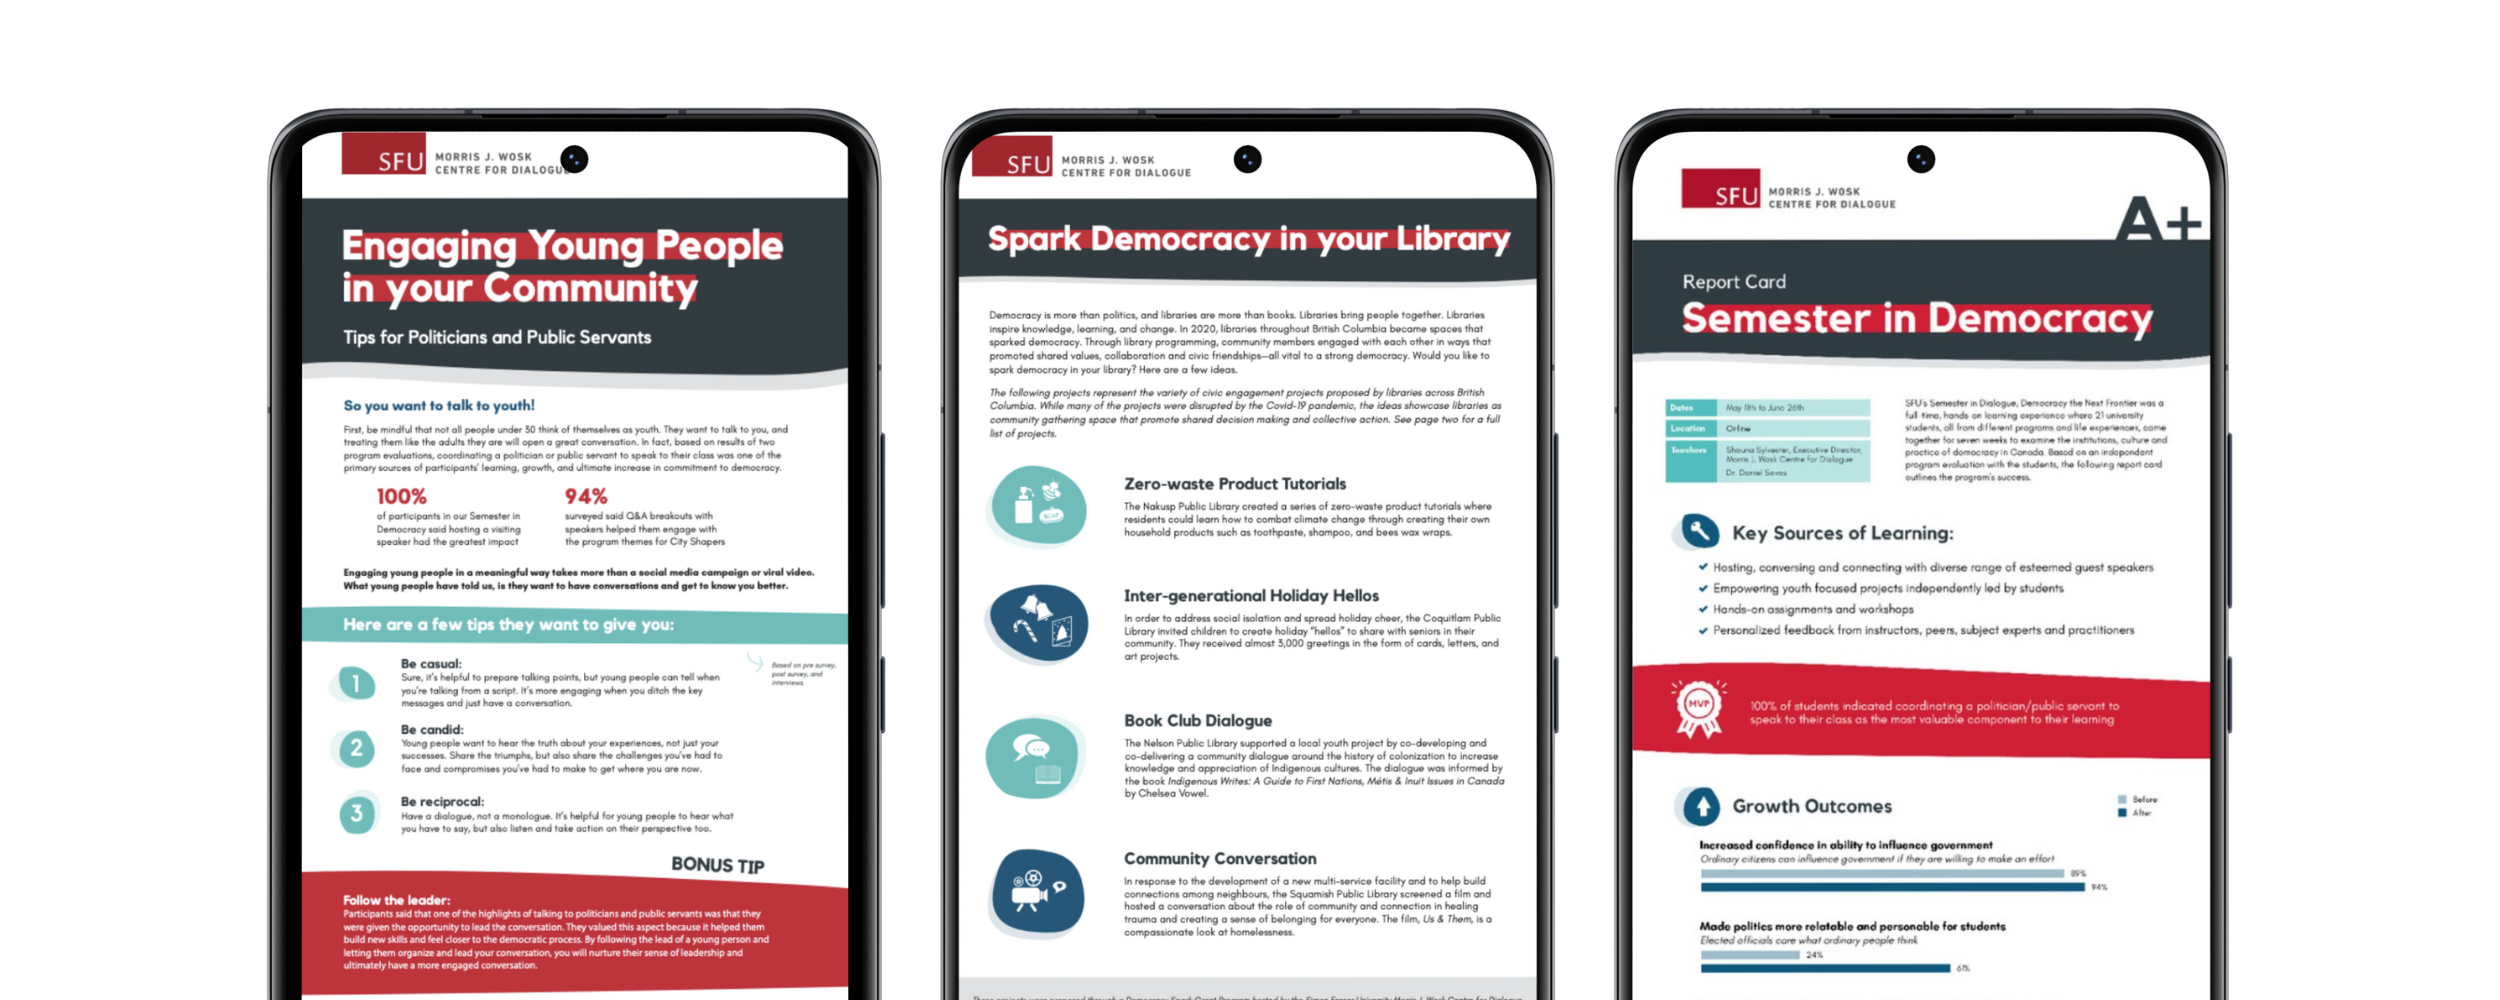 SFU
MORRIS J. WOSK
CENTRE FOR DIALOGUE
Engaging Young People
in your Community
Tips for Politicians and Public Servants
So you want to talk to youth!
First, be mindful that not all people under 30 think of themselves as youth. They want to talk to you, and
treating them like the adults they are will open a great conversation. In fact, based on results of two
program evaluations, coordinating a politician or public servant to speak to their class was one of the
primary sources of participants' learning, growth, and ultimate increase in commitment to democracy.
100%
of participants in our Semester in
Democracy said hosting a visiting
speaker had the greatest impact
94%
surveyed said Q&A breakouts with
speakers helped them engage with
the program themes for City Shapers
Engaging young people in a meaningful way takes more than a social media campaign or viral video.
What young people have told us, is they want to have conversations and get to know you better.
Here are a few tips they want to give you:
Based on pre survey,
post survey, and
interviews.
1
Be casual:
Sure, it's helpful to prepare talking points, but young people can tell when
you're talking from a script. It's more engaging when you ditch the key
messages and just have a conversation.
2
Be candid:
Young people want to hear the truth about your experiences, not just your
successes. Share the triumphs, but also share the challenges you've had to
face and compromises you've had to make to get where you are now.
3
Be reciprocal:
Have a dialogue, not a monologue. It's helpful for young people to hear what
you have to say, but also listen and take action on their perspective too.
BONUS TIP
Follow the leader:
Participants said that one of the highlights of talking to politicians and public servants was that they
were given the opportunity to lead the conversation. They valued this aspect because it helped them
build new skills and feel closer to the democratic process. By following the lead of a young person and
letting them organize and lead your conversation, you will nurture their sense of leadership and
ultimately have a more engaged conversation.
SFU
MORRIS J. WOSK
CENTRE FOR DIALOGUE
Spark Democracy in your Library
Democracy is more than politics, and libraries are more than books. Libraries bring people together. Libraries
inspire knowledge, learning, and change. In 2020, libraries throughout British Columbia became spaces that
sparked democracy. Through library programming, community members engaged with each other in ways that
promoted shared values, collaboration and civic friendships—all vital to a strong democracy. Would you like to
spark democracy in your library? Here are a few ideas.
The following projects represent the variety of civic engagement projects proposed by libraries across British
Columbia. While many of the projects were disrupted by the Covid-19 pandemic, the ideas showcase libraries as
community gathering space that promote shared decision making and collective action. See page two for a full
list of projects.
SOAP
Zero-waste Product Tutorials
The Nakusp Public Library created a series of zero-waste product tutorials where
residents could learn how to combat climate change through creating their own
household products such as toothpaste, shampoo, and bees wax wraps.
Inter-generational Holiday Hellos
In order to address social isolation and spread holiday cheer, the Coquitlam Public
Library invited children to create holiday "hellos" to share with seniors in their
community. They received almost 3,000 greetings in the form of cards, letters, and
art projects.
Book Club Dialogue
The Nelson Public Library supported a local youth project by co-developing and
co-delivering a community dialogue around the history of colonization to increase
knowledge and appreciation of Indigenous cultures. The dialogue was informed by
the book Indigenous Writes: A Guide to First Nations, Métis & Inuit Issues in Canada
by Chelsea Vowel.
Community Conversation
In response to the development of a new multi-service facility and to help build
connections among neighbours, the Squamish Public Library screened a film and
hosted a conversation about the role of community and connection in healing
trauma and creating a sense of belonging for everyone. The film, Us & Them, is a
compassionate look at homelessness.
These projects were proposed through a Democracy Spark Grant Program hosted by the Simon Fraser University Morris J. Wosk Centre for Dialogue
SFU
MORRIS J. WOSK
CENTRE FOR DIALOGUE
A+
Report Card
Semester in Democracy
Dates
May 11th to June 26th
Location
Online
Teachers
Shauna Sylvester, Executive Director,
Morris J. Wosk Centre for Dialogue
Dr. Daniel Savas
SFU's Semester in Dialogue, Democracy the Next Frontier was a
full-time, hands on learning experience where 21 university
students, all from different programs and life experiences, came
together for seven weeks to examine the institutions, culture and
practice of democracy in Canada. Based on an independent
program evaluation with the students, the following report card
outlines the program's success.
Key Sources of Learning:
Hosting, conversing and connecting with diverse range of esteemed guest speakers
Empowering youth focused projects independently led by students
Hands-on assignments and workshops
Personalized feedback from instructors, peers, subject experts and practitioners
MVP
100% of students indicated coordinating a politician/public servant to
speak to their class as the most valuable component to their learning
Growth Outcomes
Before
After
Increased confidence in ability to influence government
Ordinary citizens can influence government if they are willing to make an effort
89%
94%
Made politics more relatable and personable for students
Elected officials care what ordinary people think
24%
61%